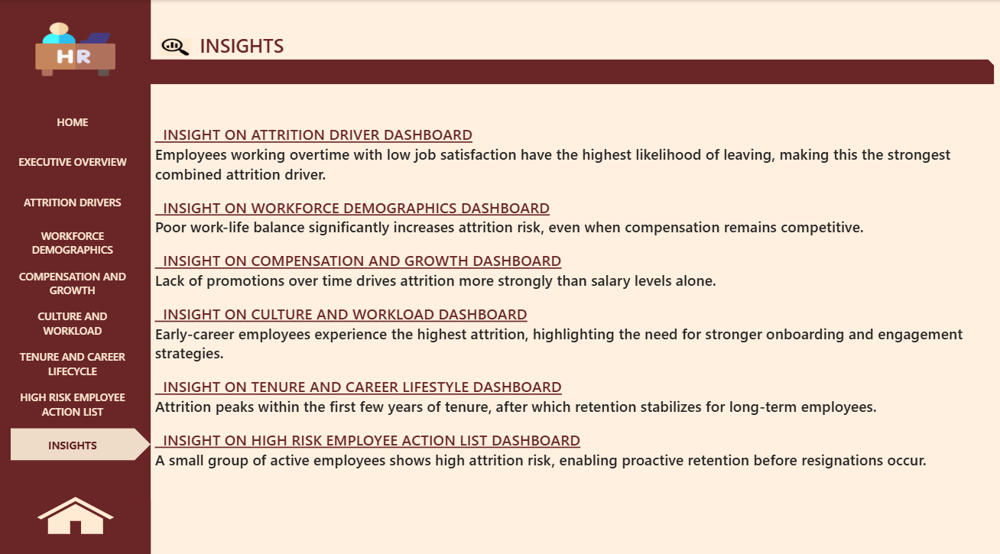 HR
HOME
EXECUTIVE OVERVIEW
ATTRITION DRIVERS
WORKFORCE
DEMOGRAPHICS
COMPENSATION AND
GROWTH
CULTURE AND
WORKLOAD
TENURE AND CAREER
LIFECYCLE
HIGH RISK EMPLOYEE
ACTION LIST
INSIGHTS
INSIGHTS
INSIGHT ON ATTRITION DRIVER DASHBOARD
Employees working overtime with low job satisfaction have the highest likelihood of leaving, making this the strongest
combined attrition driver.
INSIGHT ON WORKFORCE DEMOGRAPHICS DASHBOARD
Poor work-life balance significantly increases attrition risk, even when compensation remains competitive.
INSIGHT ON COMPENSATION AND GROWTH DASHBOARD
Lack of promotions over time drives attrition more strongly than salary levels alone.
INSIGHT ON CULTURE AND WORKLOAD DASHBOARD
Early-career employees experience the highest attrition, highlighting the need for stronger onboarding and engagement
strategies.
INSIGHT ON TENURE AND CAREER LIFESTYLE DASHBOARD
Attrition peaks within the first few years of tenure, after which retention stabilizes for long-term employees.
INSIGHT ON HIGH RISK EMPLOYEE ACTION LIST DASHBOARD
A small group of active employees shows high attrition risk, enabling proactive retention before resignations occur.